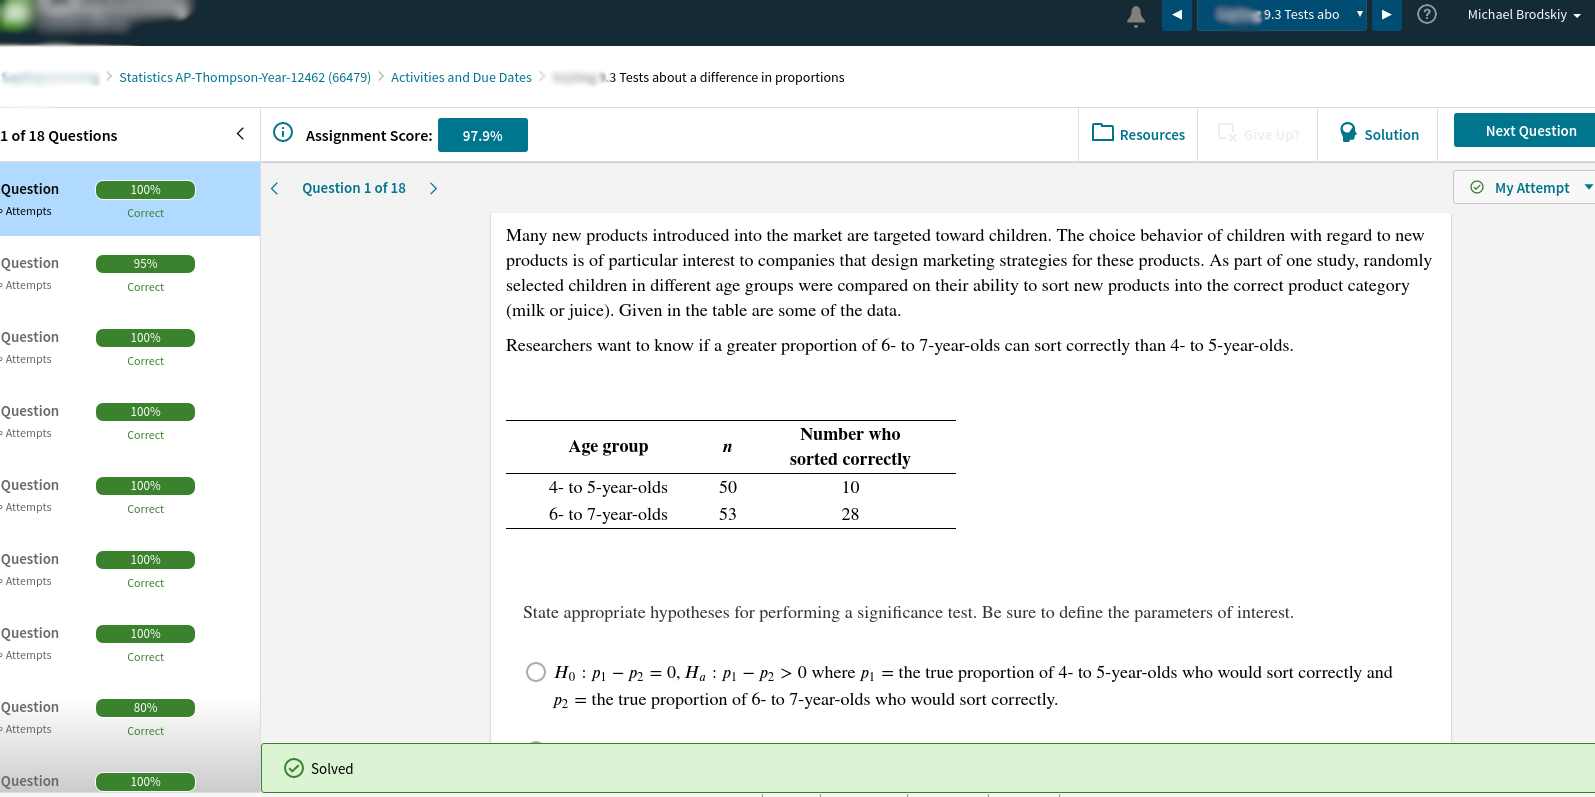 9.3 Tests abo
Michael Brodskiy
Statistics AP-Thompson-Year-12462 (66479) > Activities and Due Dates > 9.3 Tests about a difference in proportions
1 of 18 Questions
Assignment Score: 97.9%
Resources
Give Up?
Solution
Next Question
Question 1 of 18
My Attempt
Question 100%
Attempts Correct
Question 95%
Attempts Correct
Question 100%
Attempts Correct
Question 100%
Attempts Correct
Question 100%
Attempts Correct
Question 100%
Attempts Correct
Question 100%
Attempts Correct
Question 80%
Attempts Correct
Question 100%
Many new products introduced into the market are targeted toward children. The choice behavior of children with regard to new
products is of particular interest to companies that design marketing strategies for these products. As part of one study, randomly
selected children in different age groups were compared on their ability to sort new products into the correct product category
(milk or juice). Given in the table are some of the data.
Researchers want to know if a greater proportion of 6- to 7-year-olds can sort correctly than 4- to 5-year-olds.
Age group n Number who
sorted correctly
4- to 5-year-olds 50 10
6- to 7-year-olds 53 28
State appropriate hypotheses for performing a significance test. Be sure to define the parameters of interest.
H₀ : p₁ − p₂ = 0, Hₐ : p₁ − p₂ > 0 where p₁ = the true proportion of 4- to 5-year-olds who would sort correctly and
p₂ = the true proportion of 6- to 7-year-olds who would sort correctly.
Solved